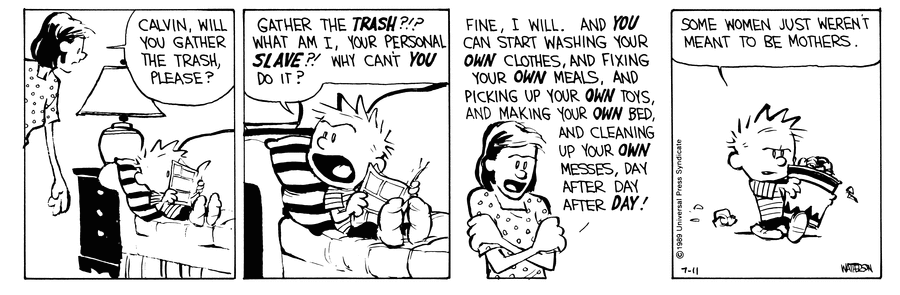 CALVIN, WILL
YOU GATHER
THE TRASH,
PLEASE?
GATHER THE TRASH?!?
WHAT AM I, YOUR PERSONAL
SLAVE?! WHY CAN'T YOU
DO IT?
FINE, I WILL. AND YOU
CAN START WASHING YOUR
OWN CLOTHES, AND FIXING
YOUR OWN MEALS, AND
PICKING UP YOUR OWN TOYS,
AND MAKING YOUR OWN BED,
AND CLEANING
UP YOUR OWN
MESSES, DAY
AFTER DAY
AFTER DAY!
SOME WOMEN JUST WEREN'T
MEANT TO BE MOTHERS.
© 1989 Universal Press Syndicate
7-11
WATTERSON